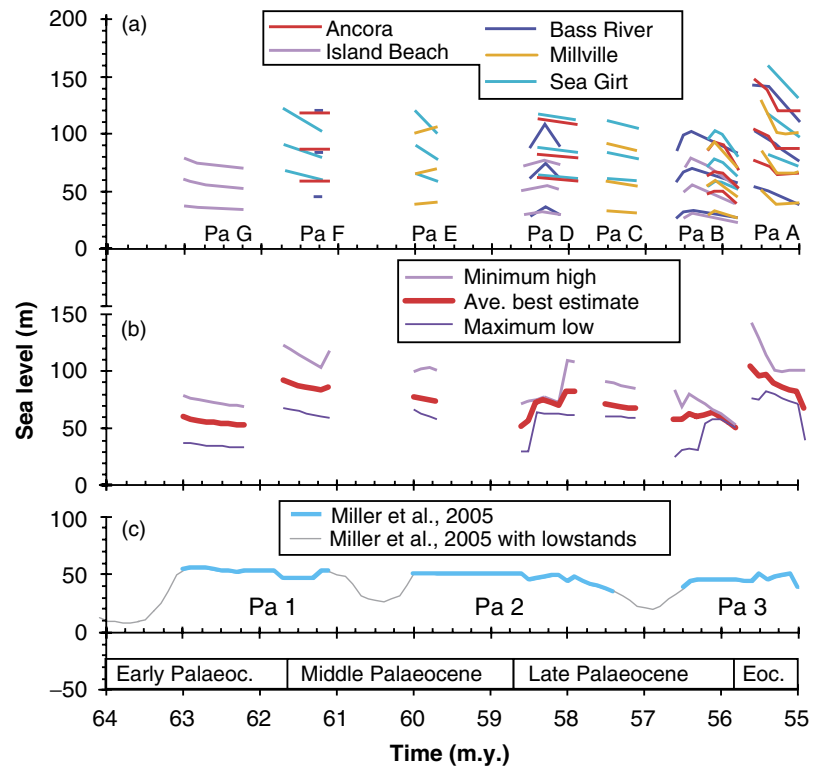 (a)
Ancora
Island Beach
Bass River
Millville
Sea Girt
200
150
100
50
0
Pa G
Pa F
Pa E
Pa D
Pa C
Pa B
Pa A
Sea level (m)
(b)
Minimum high
Ave. best estimate
Maximum low
150
100
50
0
(c)
Miller et al., 2005
Miller et al., 2005 with lowstands
100
50
0
−50
Pa 1
Pa 2
Pa 3
Early Palaeoc.
Middle Palaeocene
Late Palaeocene
Eoc.
64 63 62 61 60 59 58 57 56 55
Time (m.y.)